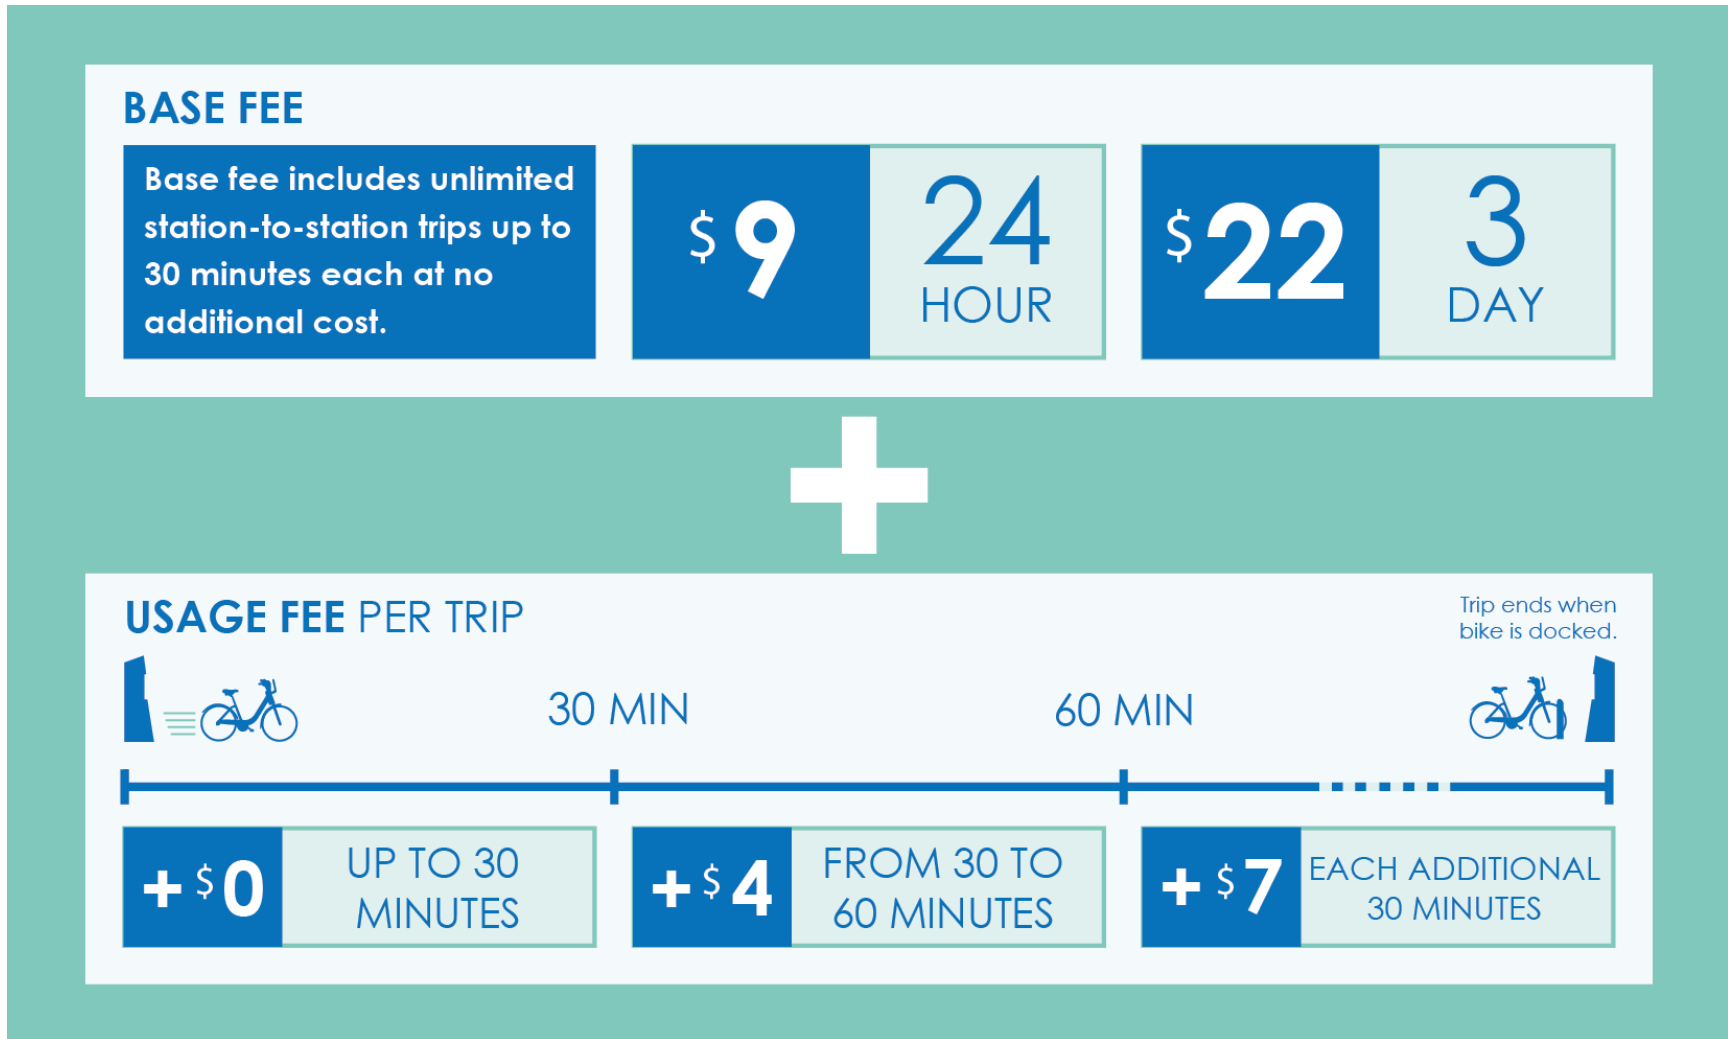 BASE FEE
Base fee includes unlimited
station-to-station trips up to
30 minutes each at no
additional cost.
$9
24
HOUR
$22
3
DAY
+
USAGE FEE PER TRIP
Trip ends when
bike is docked.
30 MIN
60 MIN
+ $0
UP TO 30
MINUTES
+ $4
FROM 30 TO
60 MINUTES
+ $7
EACH ADDITIONAL
30 MINUTES